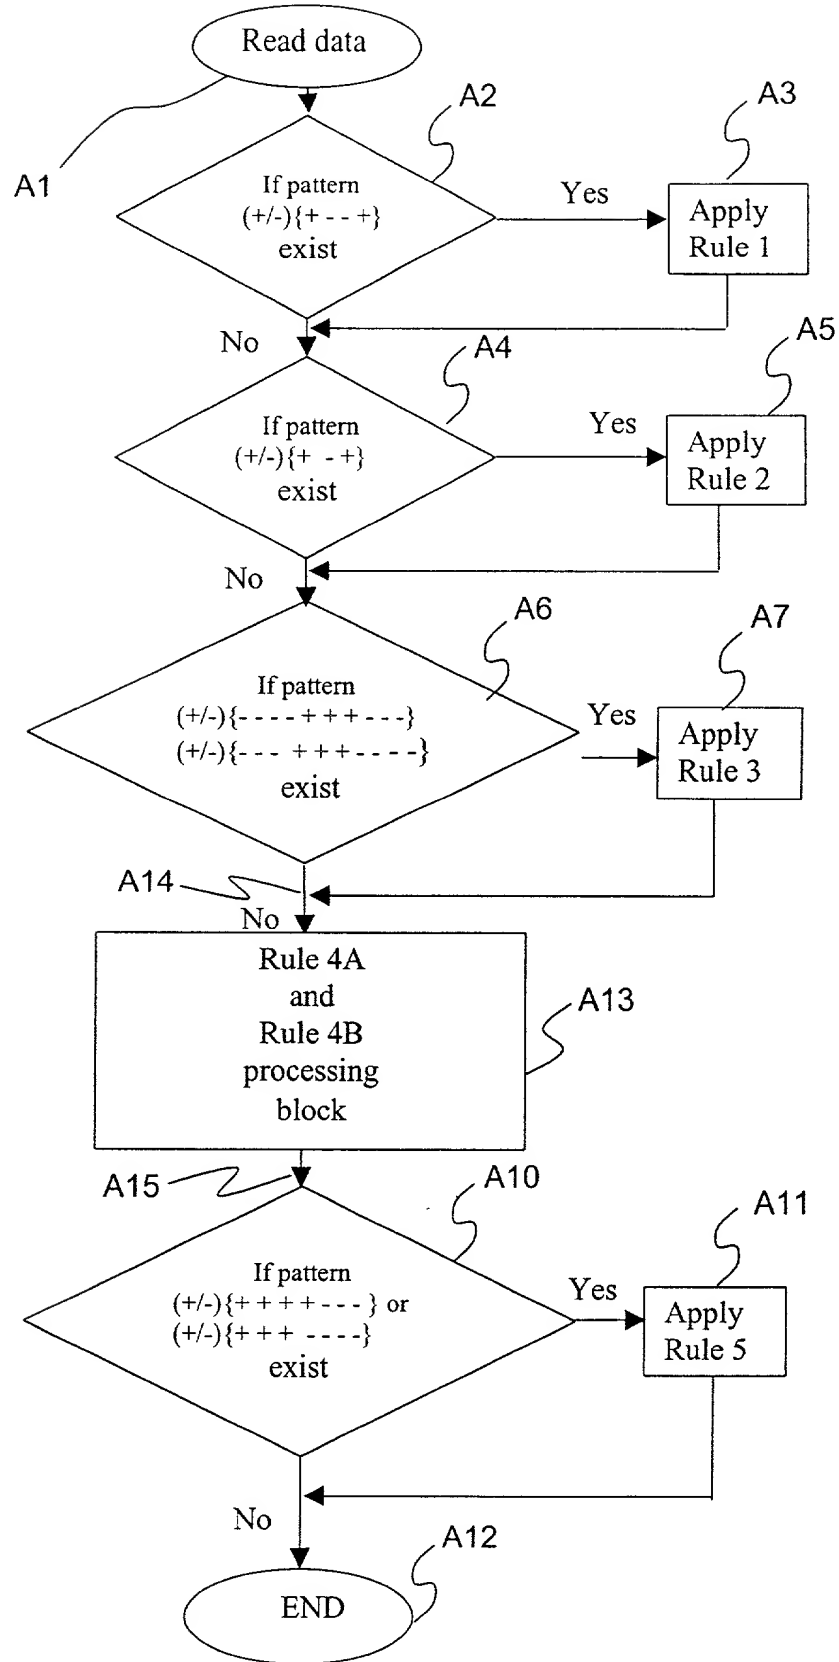 Read data
A1
A2
A3
If pattern
(+/-){+ - - +}
exist
Yes
Apply
Rule 1
No
A4
A5
If pattern
(+/-){+ - +}
exist
Yes
Apply
Rule 2
No
A6
A7
If pattern
(+/-){- - - - + + + - - -}
(+/-){- - - + + + - - - -}
exist
Yes
Apply
Rule 3
A14
No
Rule 4A
and
Rule 4B
processing
block
A13
A15
A10
A11
If pattern
(+/-){+ + + + - - - } or
(+/-){+ + + - - - -}
exist
Yes
Apply
Rule 5
No
A12
END